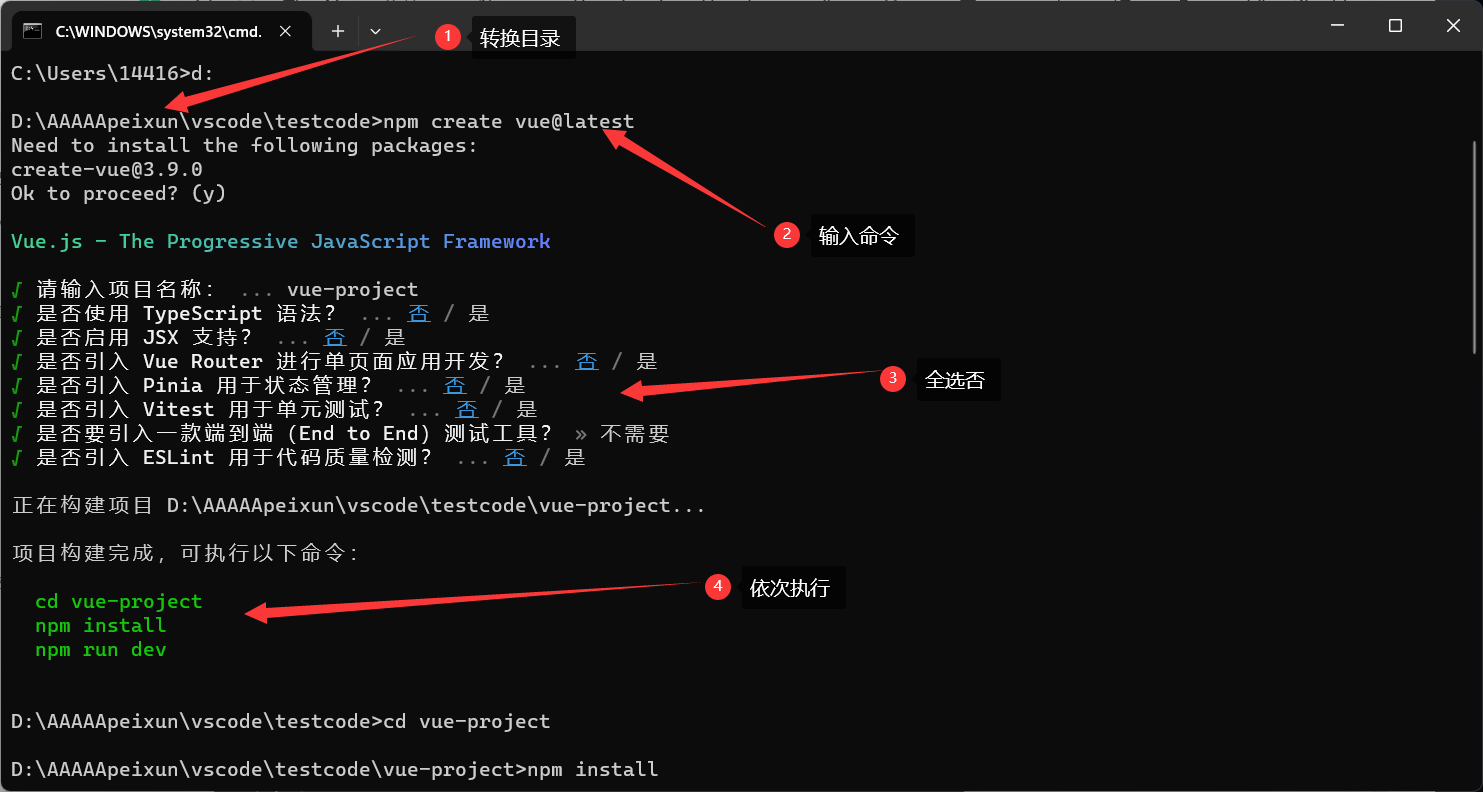 C:\WINDOWS\system32\cmd.
1 转换目录
C:\Users\14416>d:
D:\AAAAApeixun\vscode\testcode>npm create vue@latest
Need to install the following packages:
create-vue@3.9.0
Ok to proceed? (y)
2 输入命令
Vue.js - The Progressive JavaScript Framework
√ 请输入项目名称： ... vue-project
√ 是否使用 TypeScript 语法？ ... 否 / 是
√ 是否启用 JSX 支持？ ... 否 / 是
√ 是否引入 Vue Router 进行单页面应用开发？ ... 否 / 是
√ 是否引入 Pinia 用于状态管理？ ... 否 / 是
3 全选否
√ 是否引入 Vitest 用于单元测试？ ... 否 / 是
√ 是否要引入一款端到端（End to End）测试工具？ » 不需要
√ 是否引入 ESLint 用于代码质量检测？ ... 否 / 是
正在构建项目 D:\AAAAApeixun\vscode\testcode\vue-project...
项目构建完成，可执行以下命令：
4 依次执行
cd vue-project
npm install
npm run dev
D:\AAAAApeixun\vscode\testcode>cd vue-project
D:\AAAAApeixun\vscode\testcode\vue-project>npm install